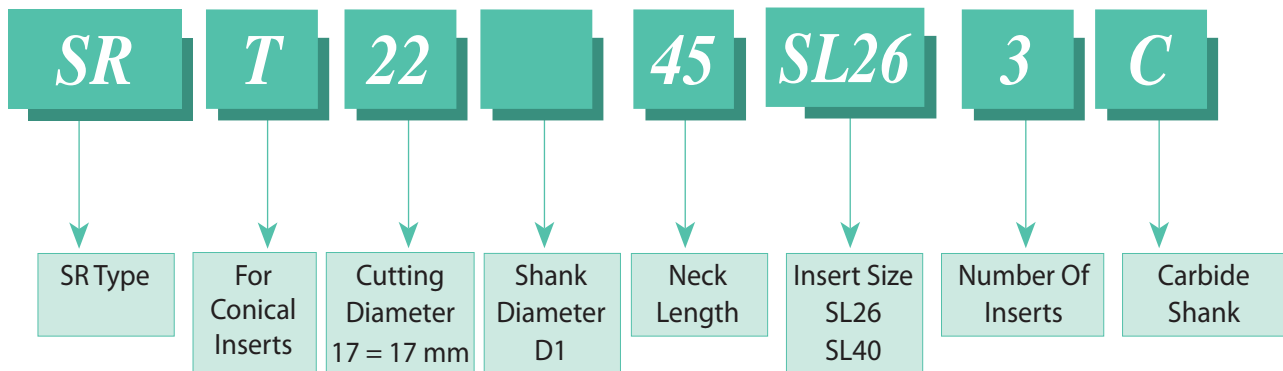 SR T 22 45 SL26 3 C
SR Type
For
Conical
Inserts
Cutting
Diameter
17 = 17 mm
Shank
Diameter
D1
Neck
Length
Insert Size
SL26
SL40
Number Of
Inserts
Carbide
Shank